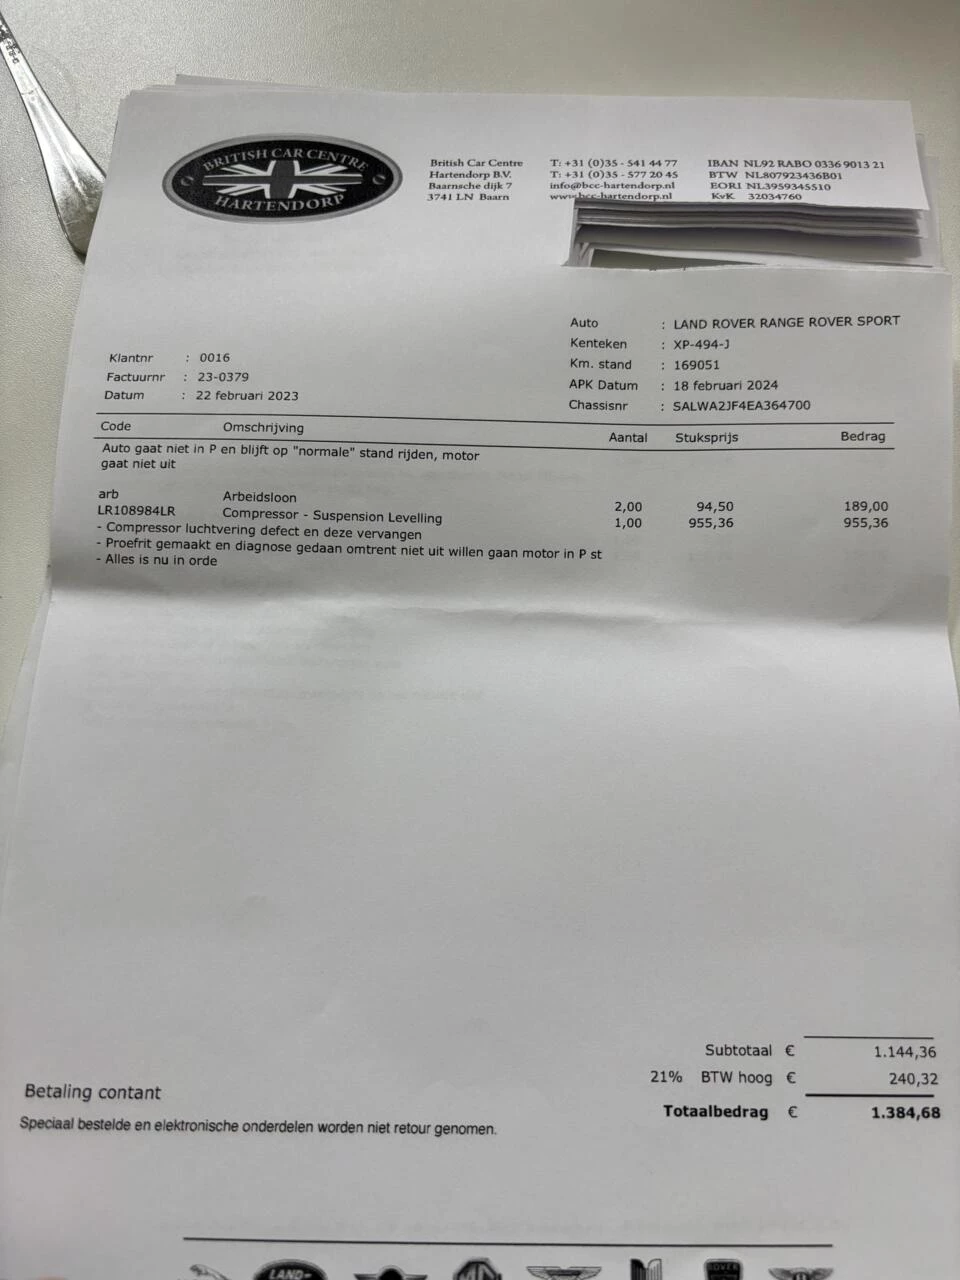 BRITISH CAR CENTRE
HARTENDORP
British Car Centre
Hartendorp B.V.
Baarnsche dijk 7
3741 LN Baarn
T: +31 (0)35 - 541 44 77
T: +31 (0)35 - 577 20 45
info@bcc-hartendorp.nl
www.bcc-hartendorp.nl
IBAN NL92 RABO 0336 9013 21
BTW NL807923436B01
EORI NL3959345510
KvK 32034760
Auto : LAND ROVER RANGE ROVER SPORT
Kenteken : XP-494-J
Km. stand : 169051
APK Datum : 18 februari 2024
Chassisnr : SALWA2JF4EA364700
Klantnr : 0016
Factuurnr : 23-0379
Datum : 22 februari 2023
Code Omschrijving Aantal Stuksprijs Bedrag
Auto gaat niet in P en blijft op "normale" stand rijden, motor
gaat niet uit
arb Arbeidsloon 2,00 94,50 189,00
LR108984LR Compressor - Suspension Levelling 1,00 955,36 955,36
- Compressor luchtvering defect en deze vervangen
- Proefrit gemaakt en diagnose gedaan omtrent niet uit willen gaan motor in P st
- Alles is nu in orde
Subtotaal € 1.144,36
21% BTW hoog € 240,32
Totaalbedrag € 1.384,68
Betaling contant
Speciaal bestelde en elektronische onderdelen worden niet retour genomen.
LAND-
MG
ROVER